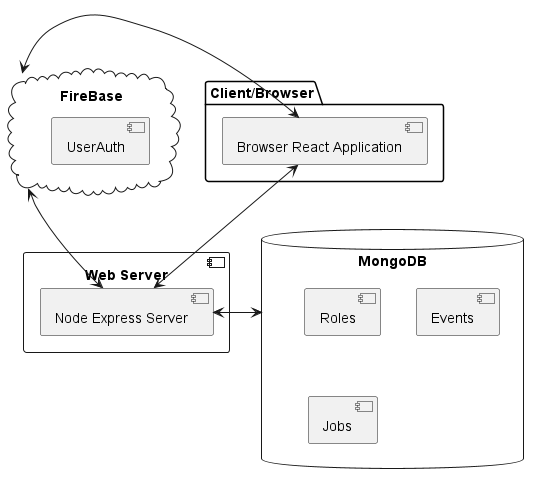 FireBase
UserAuth
Client/Browser
Browser React Application
Web Server
Node Express Server
MongoDB
Roles
Events
Jobs